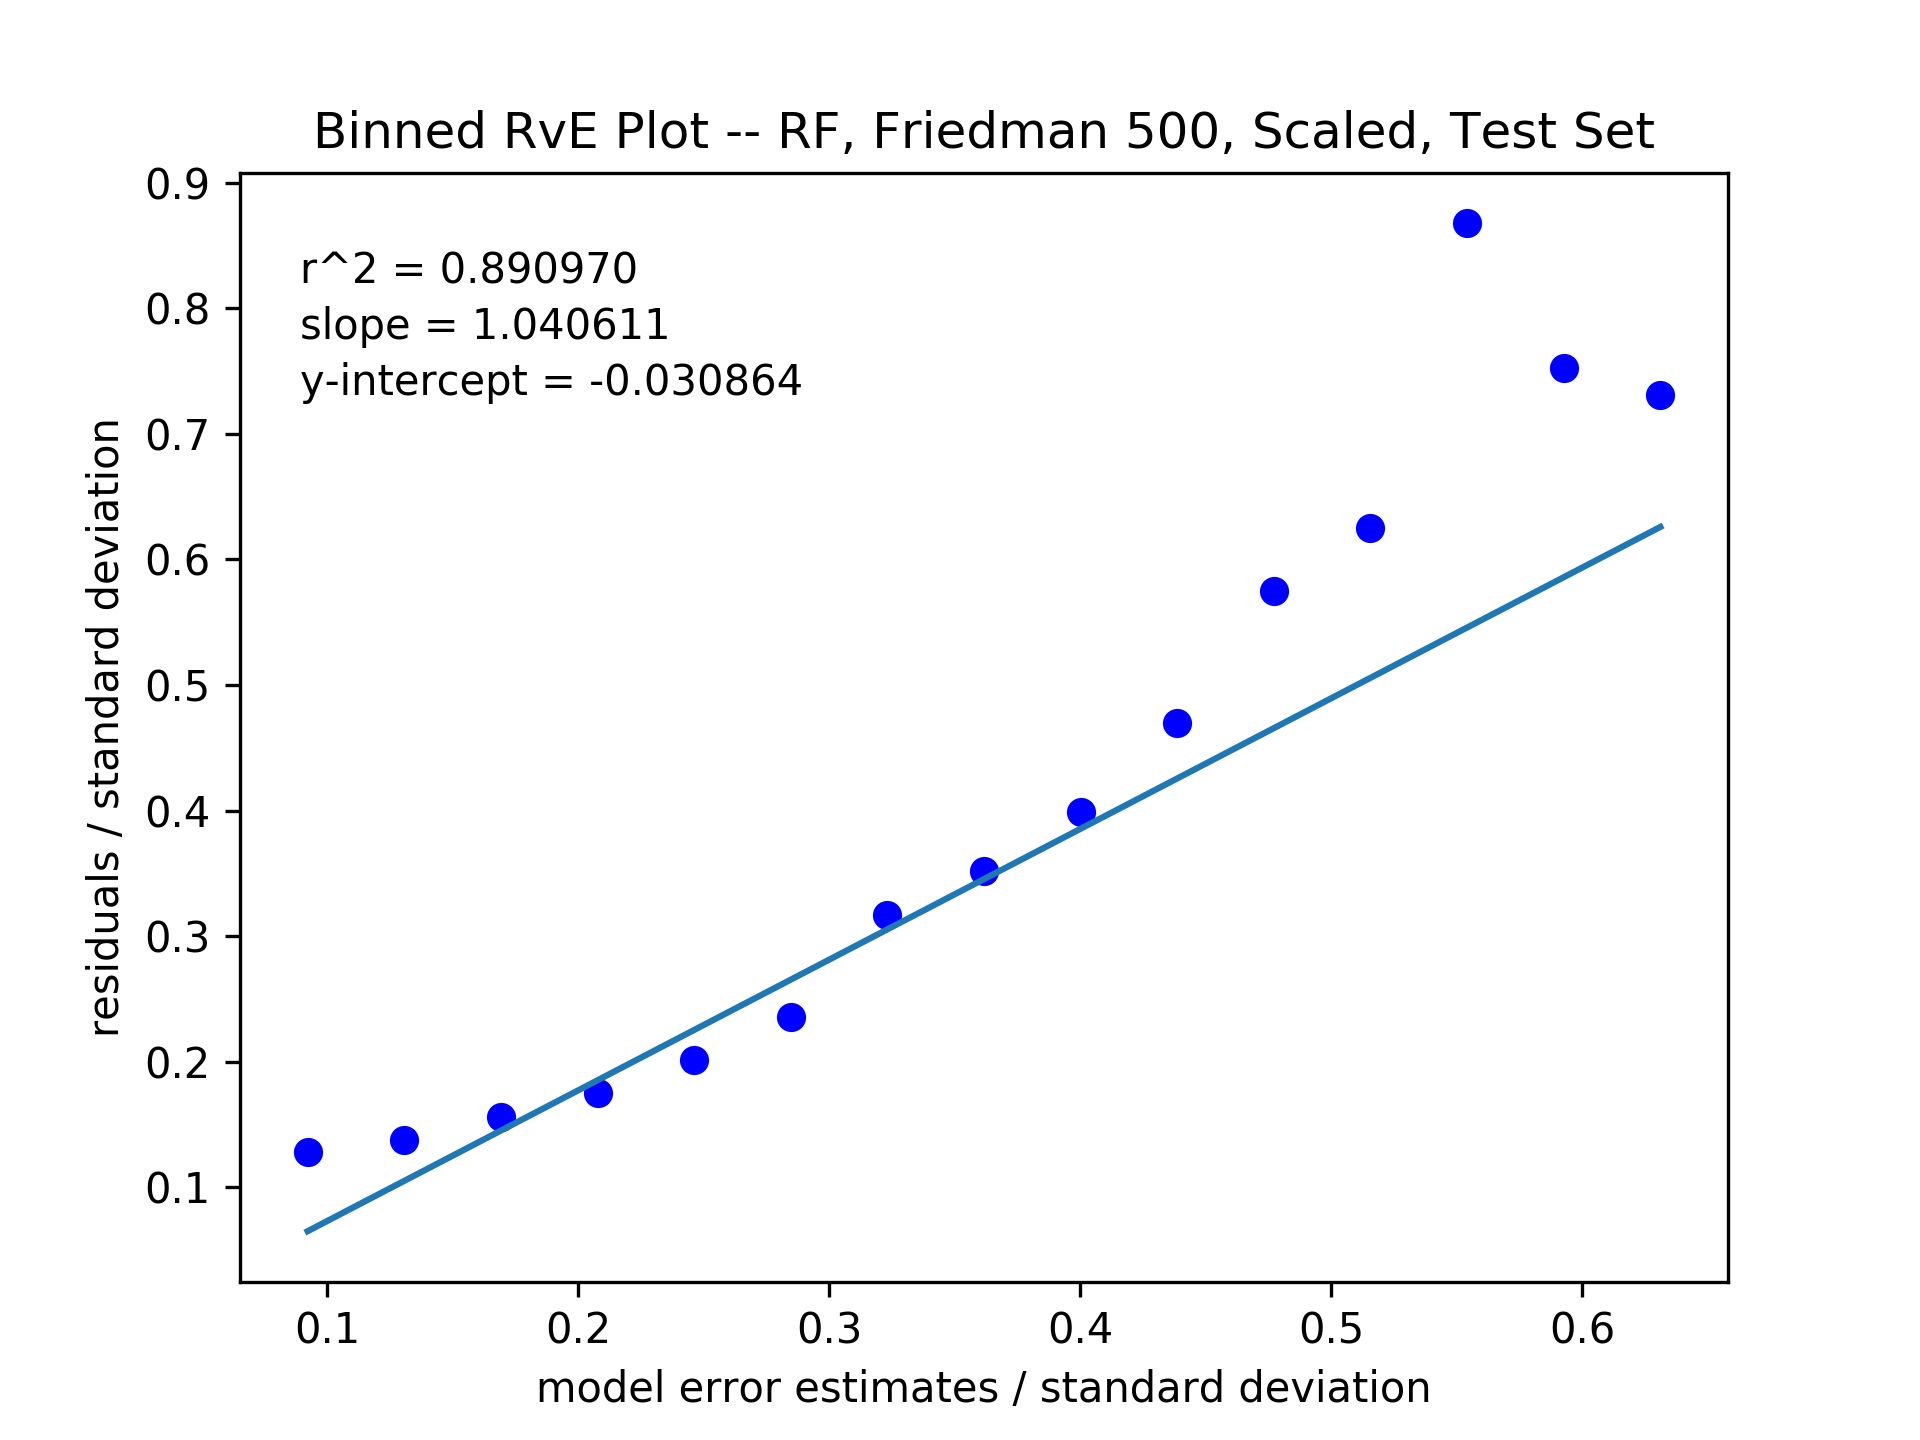 Binned RvE Plot -- RF, Friedman 500, Scaled, Test Set
r^2 = 0.890970
slope = 1.040611
y-intercept = -0.030864
residuals / standard deviation
0.9
0.8
0.7
0.6
0.5
0.4
0.3
0.2
0.1
0.1 0.2 0.3 0.4 0.5 0.6
model error estimates / standard deviation